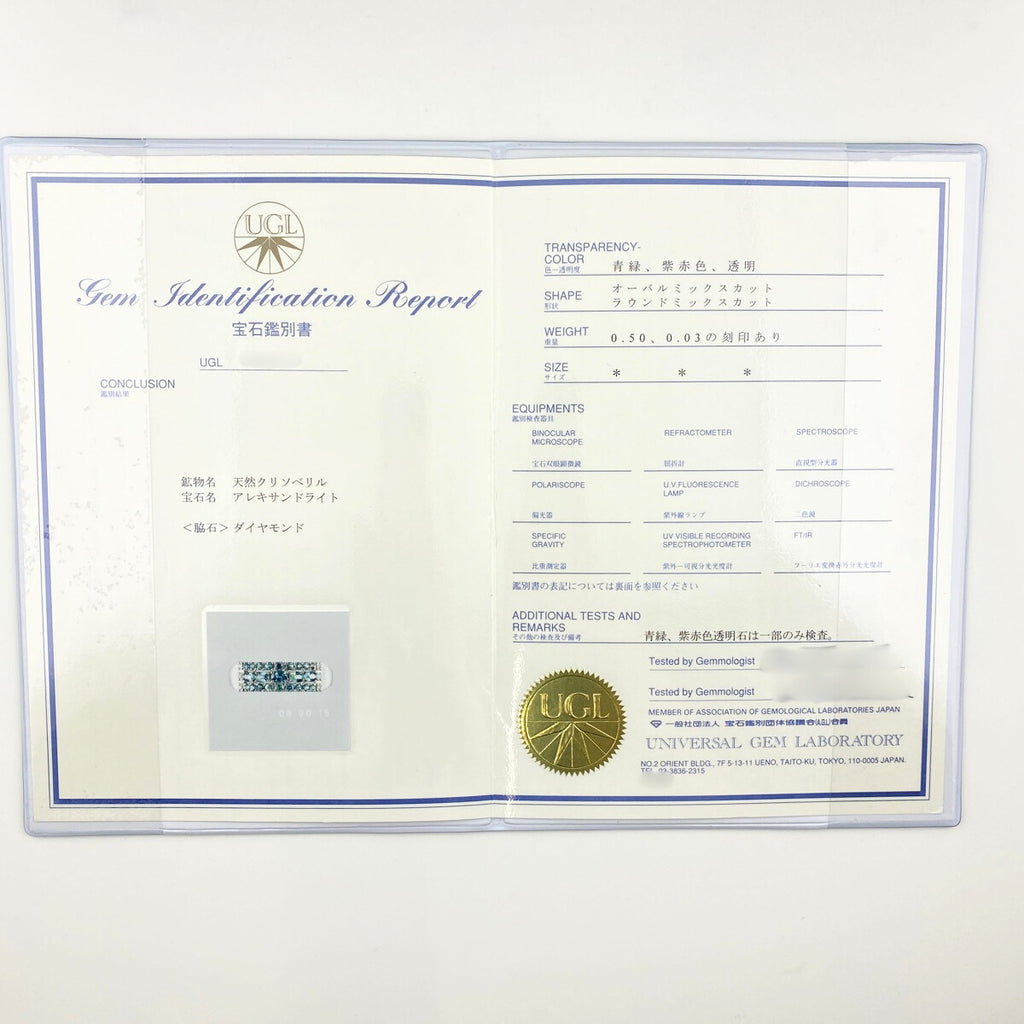 UGL
Gem Identification Report
宝石鑑別書
UGL
CONCLUSION
鑑別結果
鉱物名 天然クリソベリル
宝石名 アレキサンドライト
＜脇石＞ダイヤモンド
TRANSPARENCY-
COLOR
色－透明度 青緑、紫赤色、透明
SHAPE オーバルミックスカット
形状 ラウンドミックスカット
WEIGHT
重量 0.50、0.03の刻印あり
SIZE
サイズ * * *
EQUIPMENTS
鑑別検査器具
BINOCULAR
MICROSCOPE
宝石双眼顕微鏡
REFRACTOMETER
屈折計
SPECTROSCOPE
直視型分光器
POLARISCOPE
偏光器
U.V.FLUORESCENCE
LAMP
紫外線ランプ
DICHROSCOPE
二色鏡
SPECIFIC
GRAVITY
比重測定器
UV VISIBLE RECORDING
SPECTROPHOTOMETER
紫外－可視分光光度計
FT/IR
フーリエ変換赤外分光光度計
鑑別書の表記については裏面を参照ください
ADDITIONAL TESTS AND
REMARKS
その他の検査及び備考 青緑、紫赤色透明石は一部のみ検査。
Tested by Gemmologist
Tested by Gemmologist
UGL
MEMBER OF ASSOCIATION OF GEMOLOGICAL LABORATORIES JAPAN
一般社団法人 宝石鑑別団体協議会(AGL)会員
UNIVERSAL GEM LABORATORY
NO.2 ORIENT BLDG., 7F 5-13-11 UENO, TAITO-KU, TOKYO, 110-0005 JAPAN.
TEL 03-3836-2315